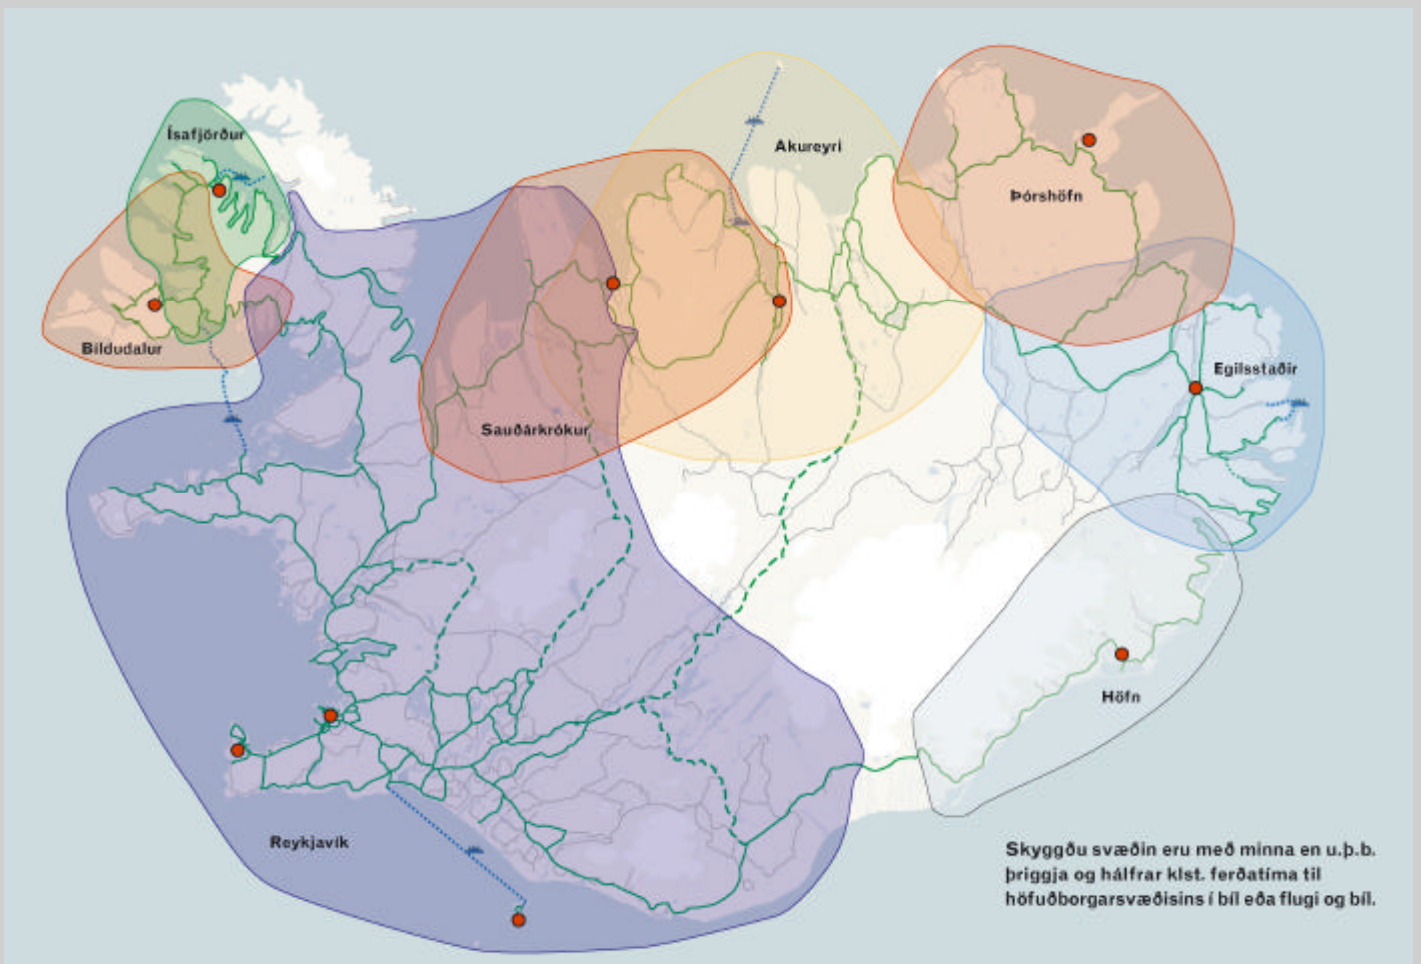 Ísafjörður
Akureyri
Þórshöfn
Bíldudalur
Egilsstaðir
Sauðárkrókur
Höfn
Reykjavík
Skyggðu svæðin eru með minna en u.þ.b.
þriggja og hálfrar klst. ferðatíma til
höfuðborgarsvæðisins í bíl eða flugi og bíl.